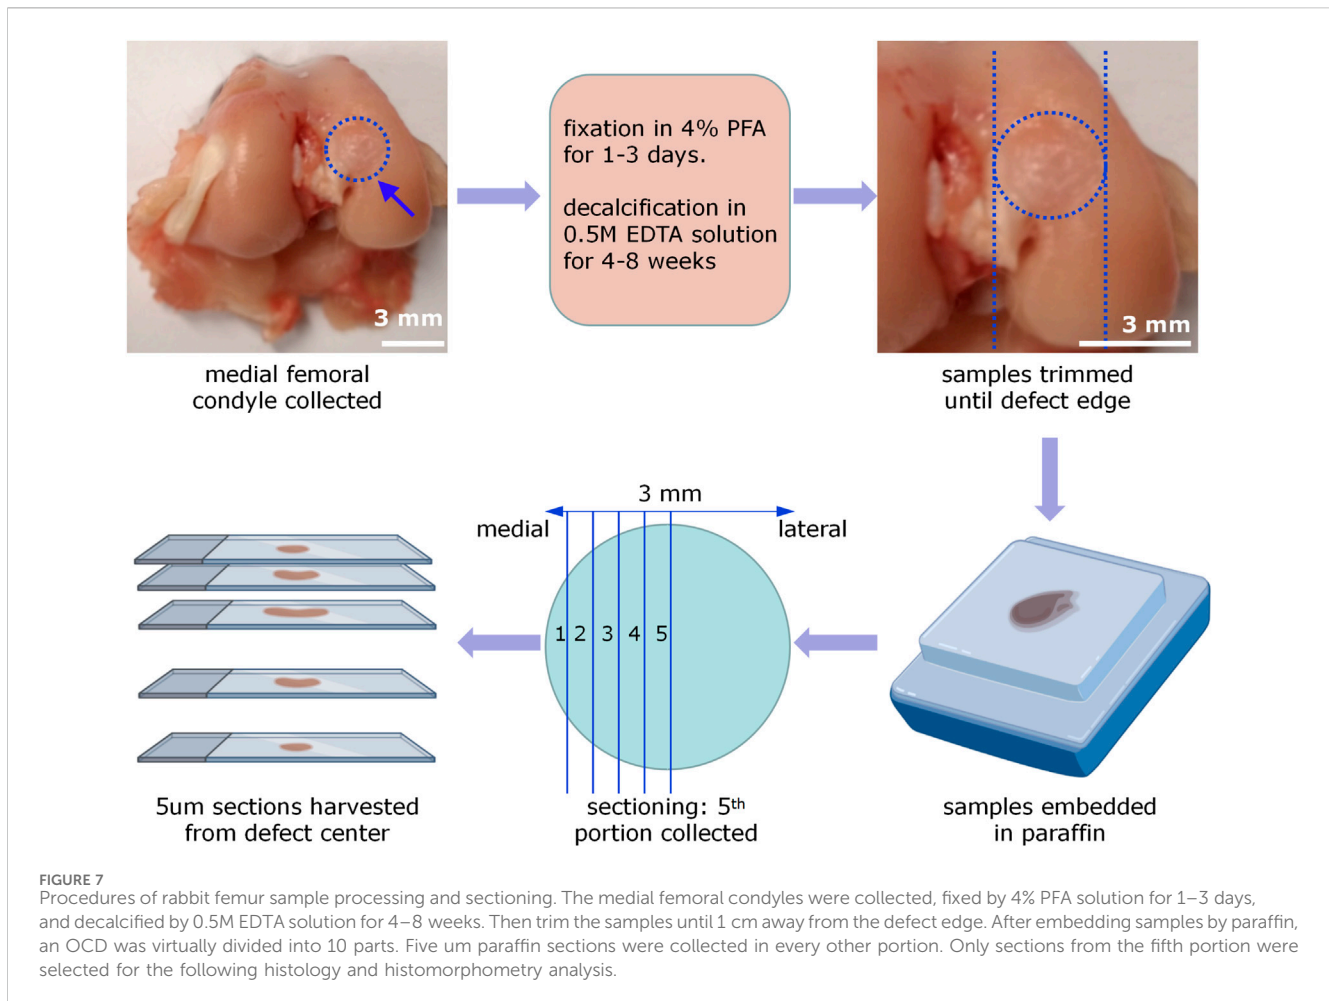 3 mm
medial femoral
condyle collected
fixation in 4% PFA
for 1-3 days.
decalcification in
0.5M EDTA solution
for 4-8 weeks
3 mm
samples trimmed
until defect edge
3 mm
medial
lateral
1 2 3 4 5
5um sections harvested
from defect center
sectioning: 5th
portion collected
samples embedded
in paraffin
FIGURE 7
Procedures of rabbit femur sample processing and sectioning. The medial femoral condyles were collected, fixed by 4% PFA solution for 1–3 days,
and decalcified by 0.5M EDTA solution for 4–8 weeks. Then trim the samples until 1 cm away from the defect edge. After embedding samples by paraffin,
an OCD was virtually divided into 10 parts. Five um paraffin sections were collected in every other portion. Only sections from the fifth portion were
selected for the following histology and histomorphometry analysis.